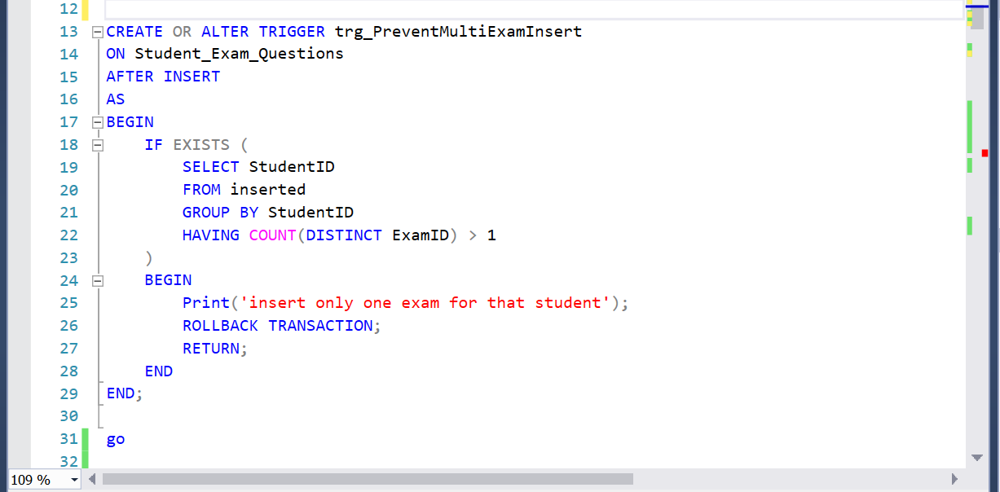 12
13 CREATE OR ALTER TRIGGER trg_PreventMultiExamInsert
14 ON Student_Exam_Questions
15 AFTER INSERT
16 AS
17 BEGIN
18     IF EXISTS (
19         SELECT StudentID
20         FROM inserted
21         GROUP BY StudentID
22         HAVING COUNT(DISTINCT ExamID) > 1
23     )
24     BEGIN
25         Print('insert only one exam for that student');
26         ROLLBACK TRANSACTION;
27         RETURN;
28     END
29 END;
30
31 go
32
109 %